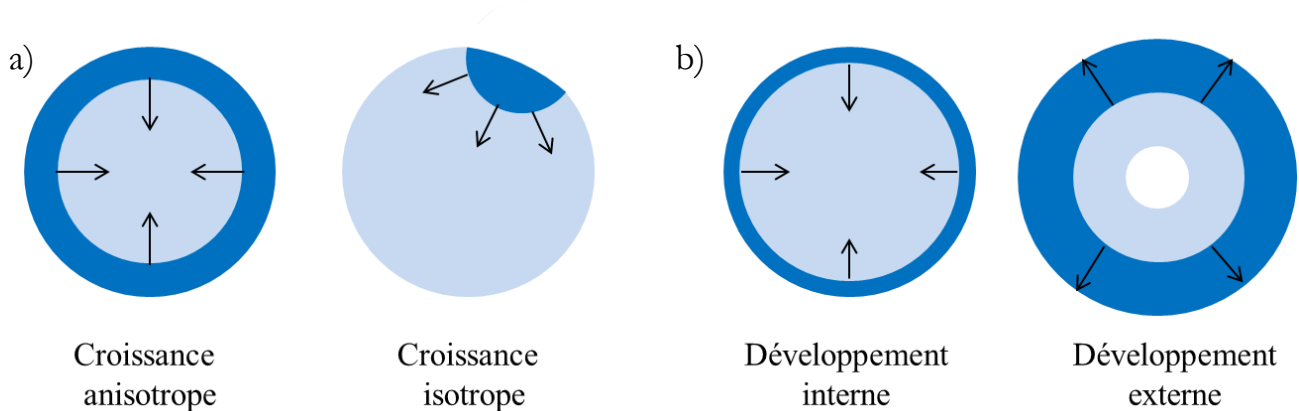 a)
b)
Croissance
anisotrope
Croissance
isotrope
Développement
interne
Développement
externe